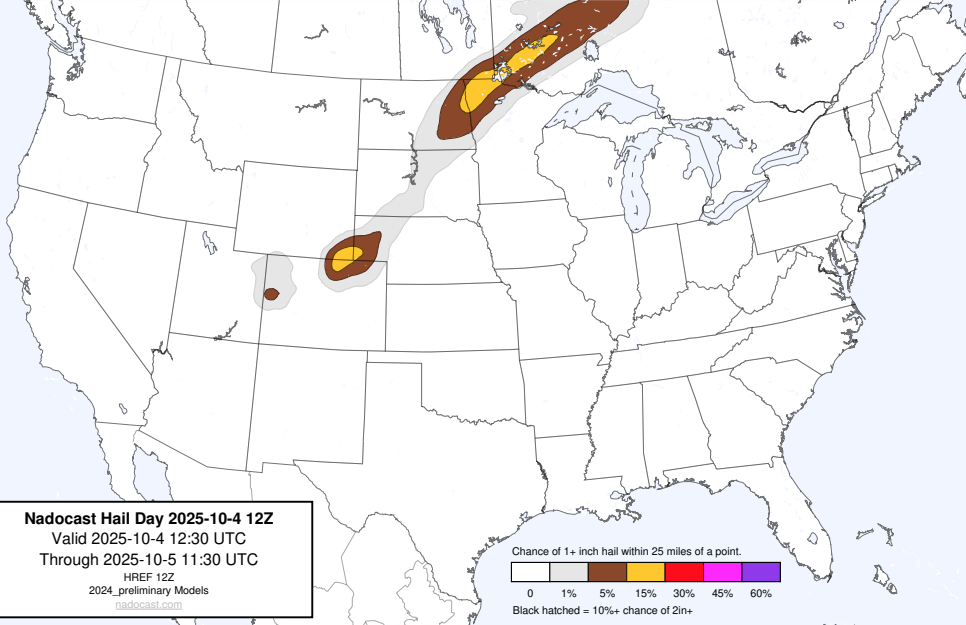 Nadocast Hail Day 2025-10-4 12Z
Valid 2025-10-4 12:30 UTC
Through 2025-10-5 11:30 UTC
HREF 12Z
2024_preliminary Models
nadocast.com
Chance of 1+ inch hail within 25 miles of a point.
0 1% 5% 15% 30% 45% 60%
Black hatched = 10%+ chance of 2in+